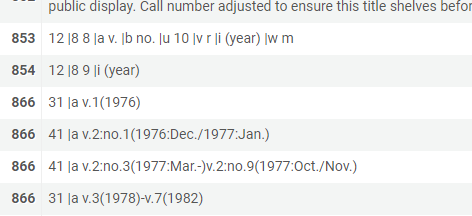 public display. Call number adjusted to ensure this title shelves befor
853 12 |8 8 |a v. |b no. |u 10 |v r |i (year) |w m
854 12 |8 9 |i (year)
866 31 |a v.1(1976)
866 41 |a v.2:no.1(1976:Dec./1977:Jan.)
866 41 |a v.2:no.3(1977:Mar.-)v.2:no.9(1977:Oct./Nov.)
866 31 |a v.3(1978)-v.7(1982)